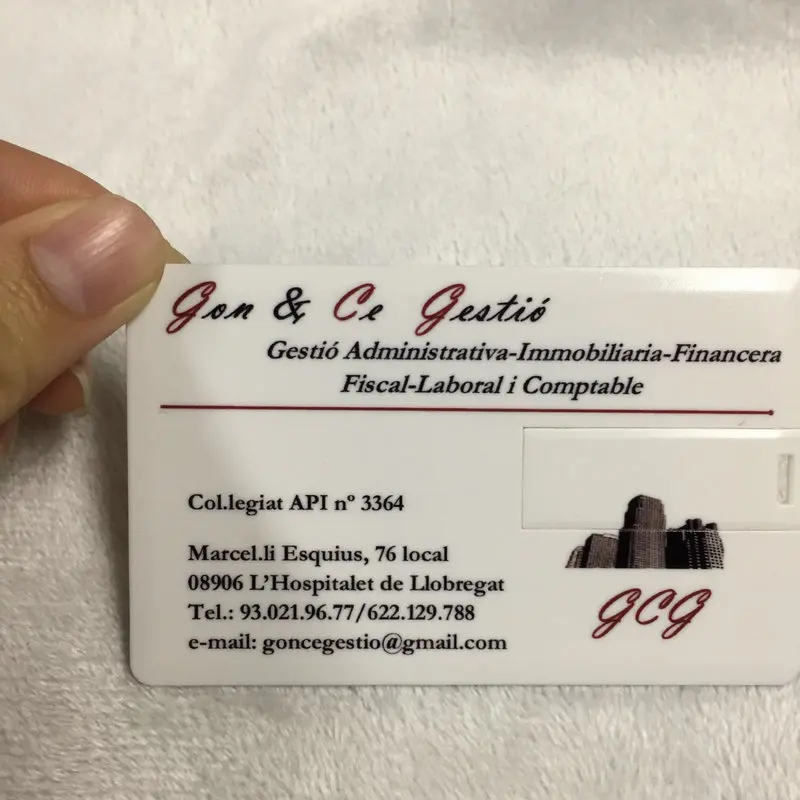 Gon & Ce Gestió
Gestió Administrativa-Immobiliaria-Financera
Fiscal-Laboral i Comptable
Col.legiat API nº 3364
Marcel.li Esquius, 76 local
08906 L’Hospitalet de Llobregat
Tel.: 93.021.96.77/622.129.788
e-mail: goncegestio@gmail.com
GCG